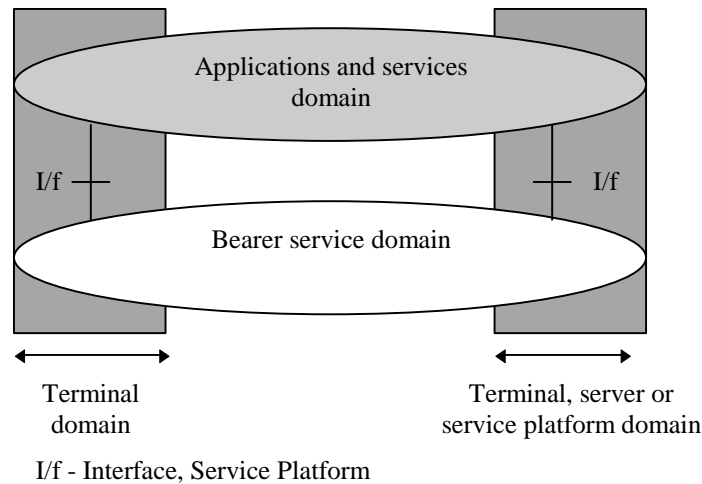 Applications and services
domain
I/f
I/f
Bearer service domain
Terminal
domain
Terminal, server or
service platform domain
I/f - Interface, Service Platform